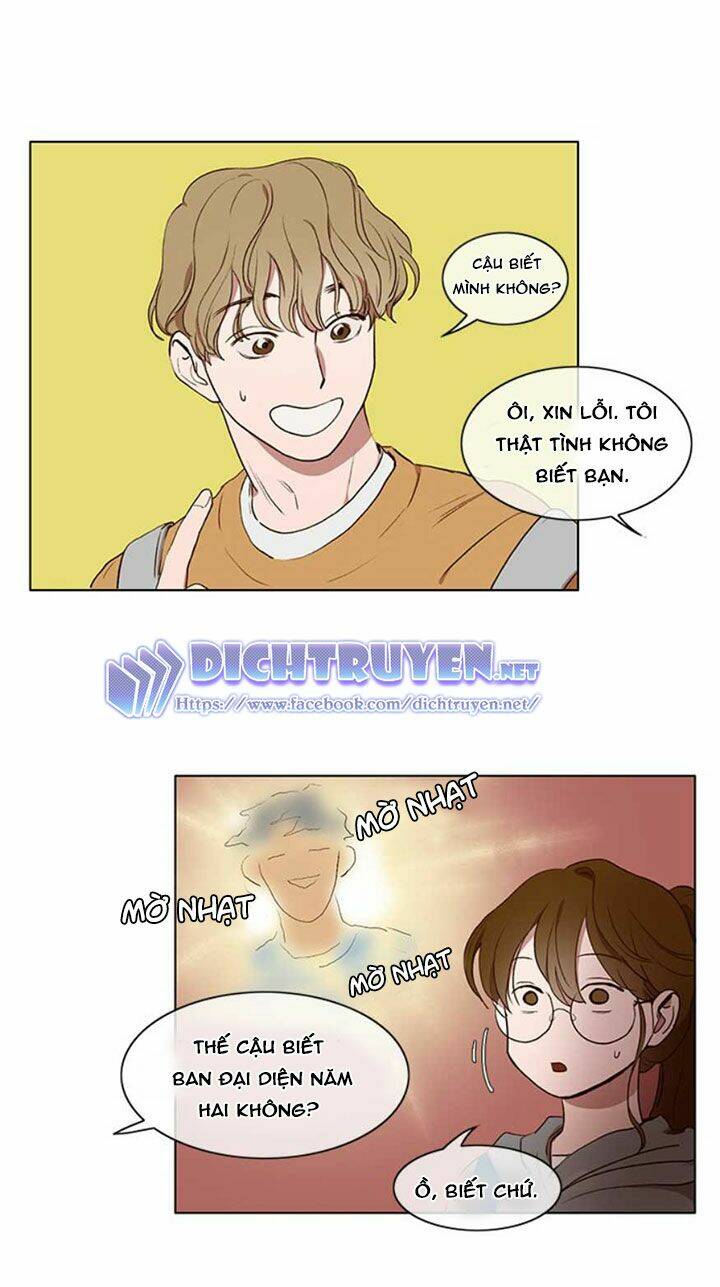 CẬU BIẾT
MÌNH KHÔNG?
ÔI, XIN LỖI. TÔI
THẬT TÌNH KHÔNG
BIẾT BẠN.
DICHTRUYEN.NET
Https://www.facebook.com/dichtruyen.net/
MỜ NHẠT
MỜ NHẠT
MỜ NHẠT
THẾ CẬU BIẾT
BAN ĐẠI DIỆN NĂM
HAI KHÔNG?
Ồ, BIẾT CHỨ.